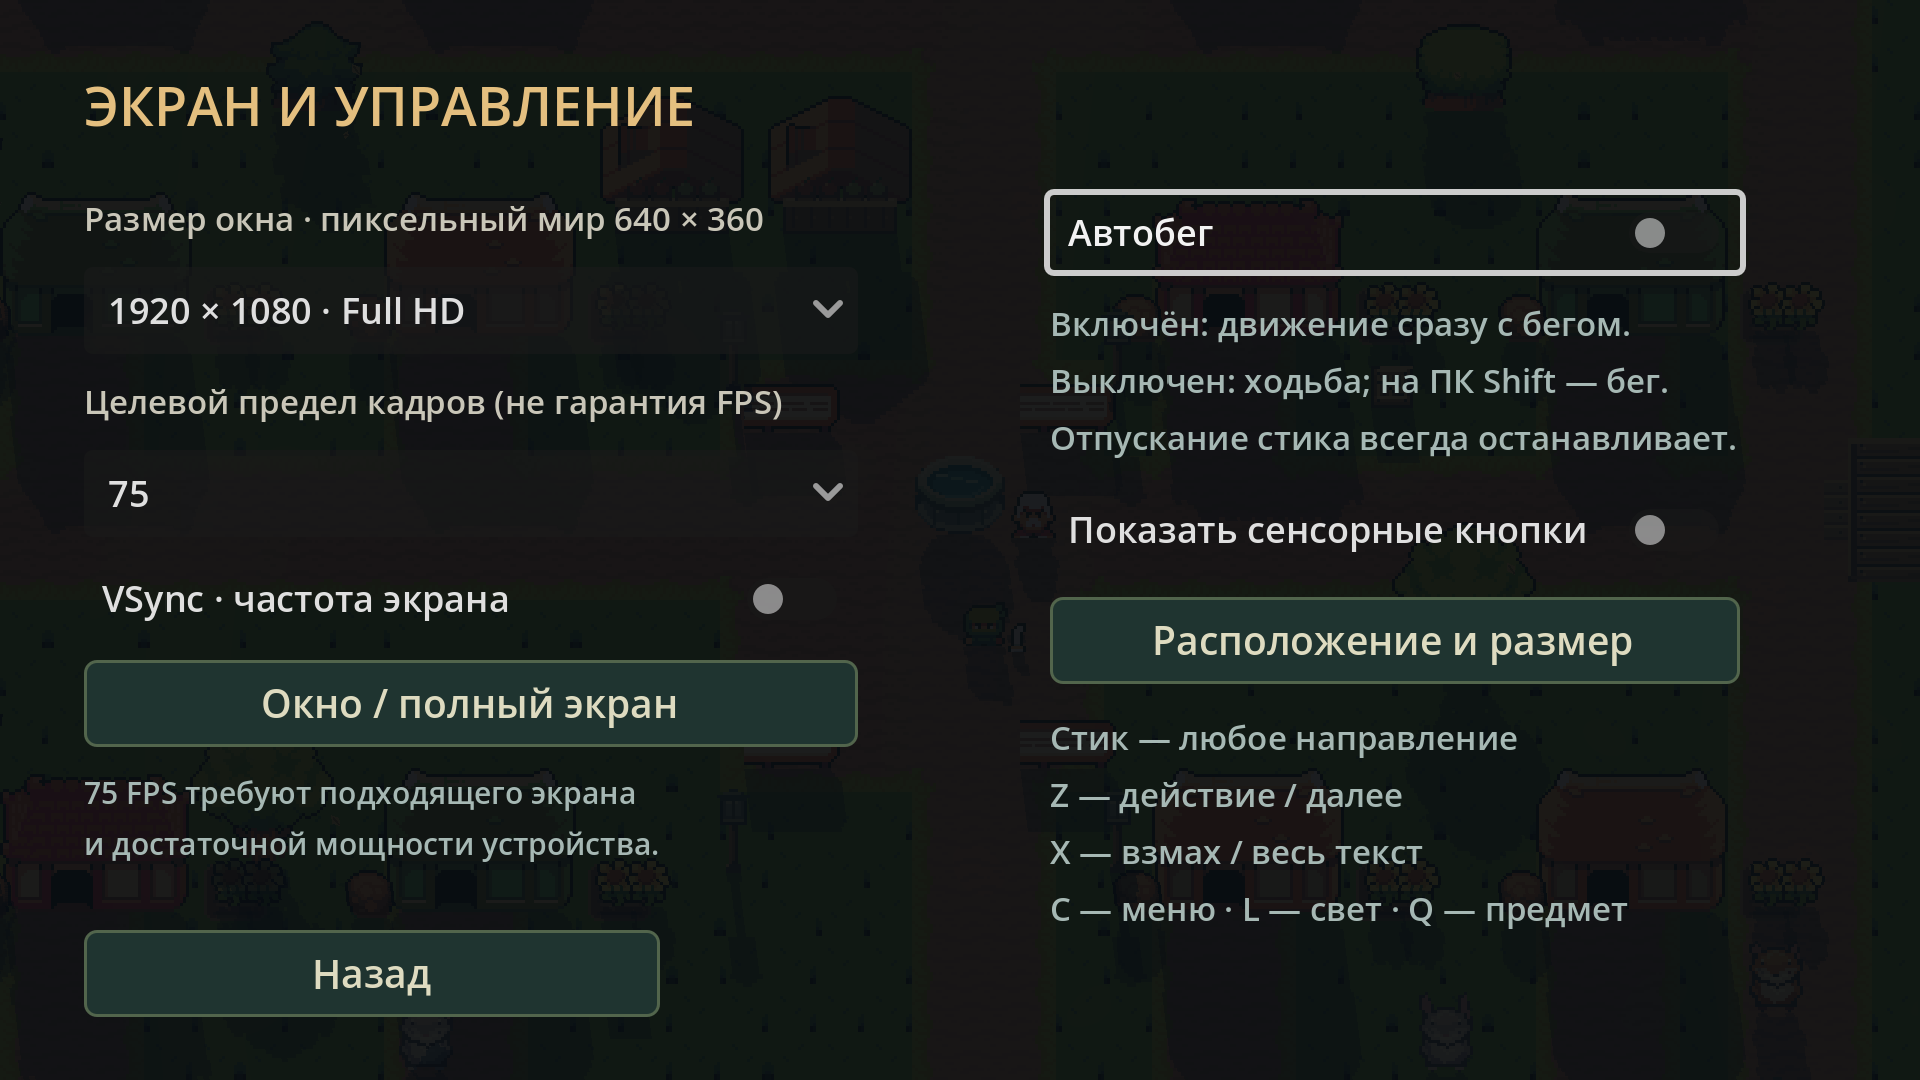 ЭКРАН И УПРАВЛЕНИЕ
Размер окна · пиксельный мир 640 × 360
1920 × 1080 · Full HD
Целевой предел кадров (не гарантия FPS)
75
VSync · частота экрана
Окно / полный экран
75 FPS требуют подходящего экрана
и достаточной мощности устройства.
Назад
Автобег
Включён: движение сразу с бегом.
Выключен: ходьба; на ПК Shift — бег.
Отпускание стика всегда останавливает.
Показать сенсорные кнопки
Расположение и размер
Стик — любое направление
Z — действие / далее
X — взмах / весь текст
C — меню · L — свет · Q — предмет